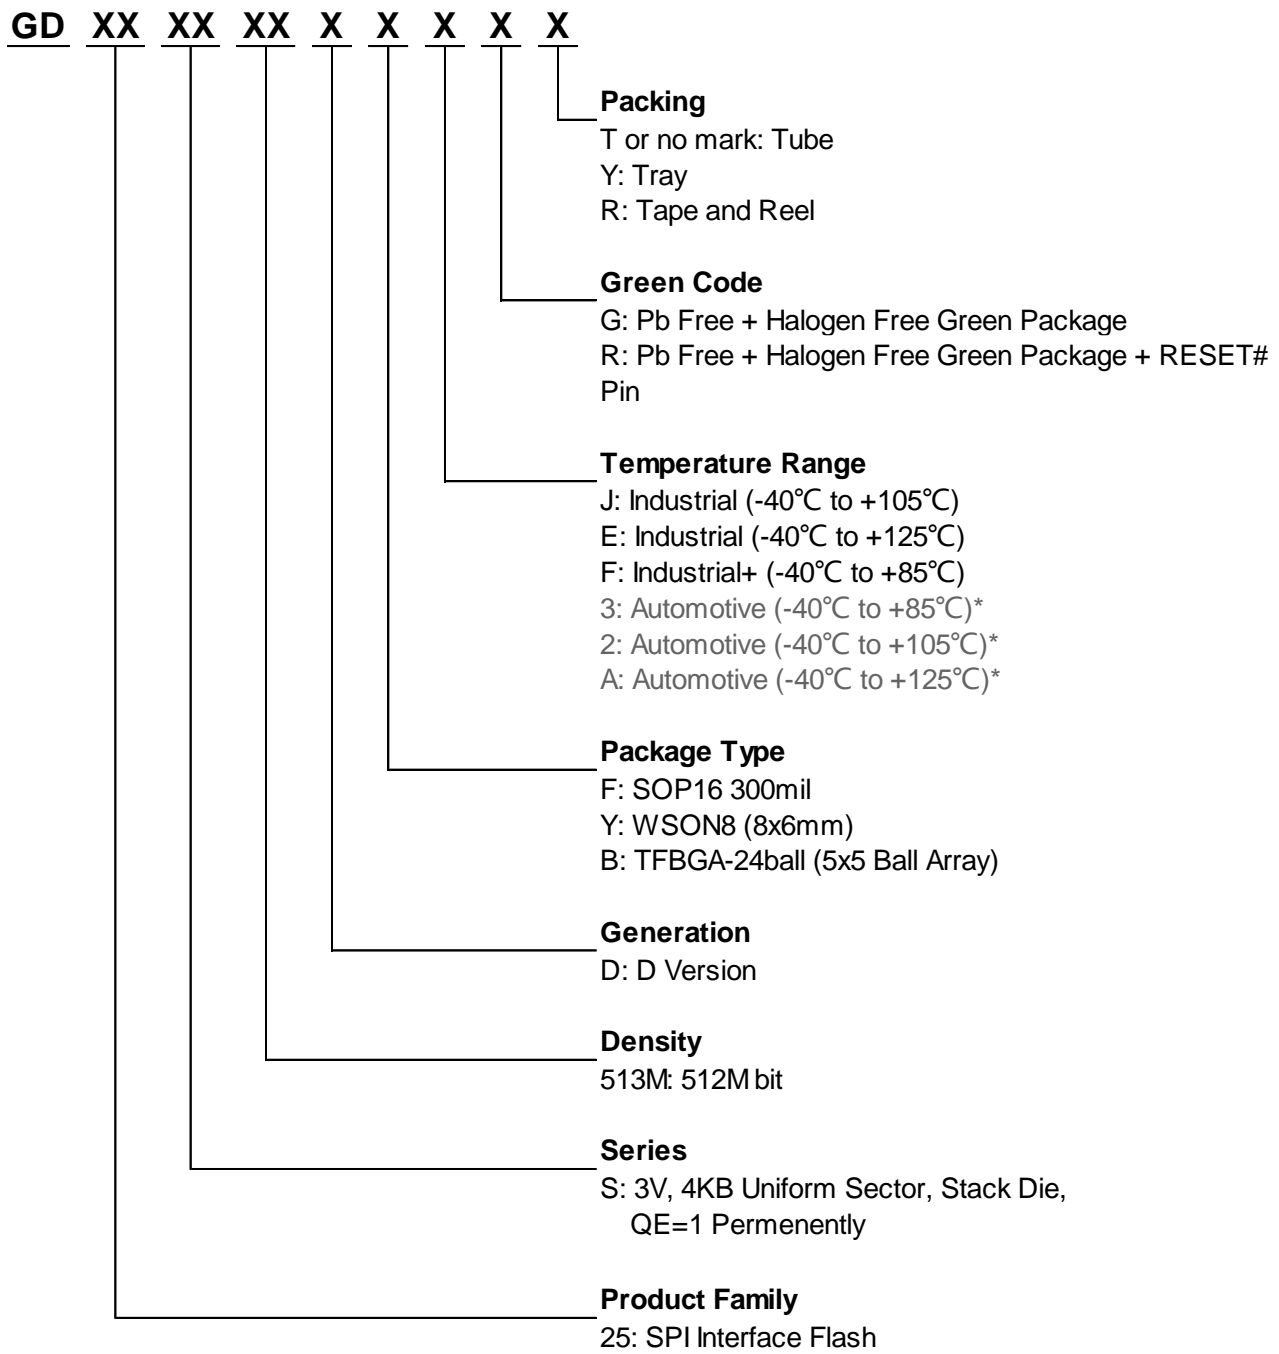 GD XX XX XX X X X X X
Packing
T or no mark: Tube
Y: Tray
R: Tape and Reel
Green Code
G: Pb Free + Halogen Free Green Package
R: Pb Free + Halogen Free Green Package + RESET#
Pin
Temperature Range
J: Industrial (-40℃ to +105℃)
E: Industrial (-40℃ to +125℃)
F: Industrial+ (-40℃ to +85℃)
3: Automotive (-40℃ to +85℃)*
2: Automotive (-40℃ to +105℃)*
A: Automotive (-40℃ to +125℃)*
Package Type
F: SOP16 300mil
Y: WSON8 (8x6mm)
B: TFBGA-24ball (5x5 Ball Array)
Generation
D: D Version
Density
513M: 512M bit
Series
S: 3V, 4KB Uniform Sector, Stack Die,
QE=1 Permenently
Product Family
25: SPI Interface Flash